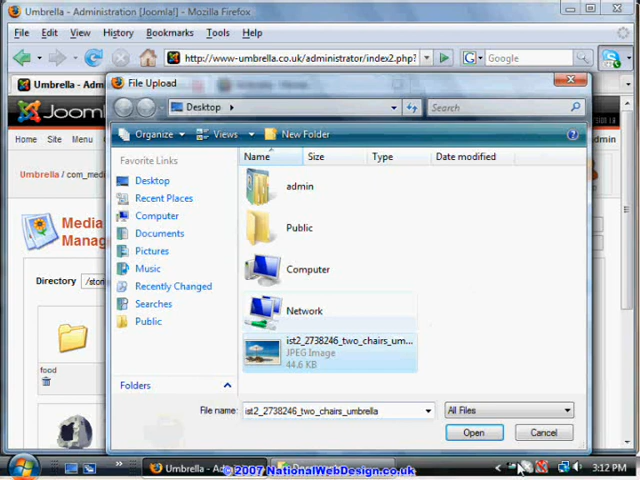 Umbrella - Administration [Joomla!] - Mozilla Firefox
File Edit View History Bookmarks Tools Help
http://www-umbrella.co.uk/administrator/index2.php?
Google
Umbrella - Adm
File Upload
Joom
Desktop
Search
Organize Views New Folder
Home Site Menu
Name Size Type Date modified
Favorite Links
Desktop
Recent Places
Computer
Documents
Pictures
Music
Recently Changed
Searches
Public
Folders
admin
Public
Computer
Network
ist2_2738246_two_chairs_um...
JPEG Image
44.6 KB
Umbrella / com_med
Media
Manag
Directory /stori
food
File name: ist2_2738246_two_chairs_umbrella
All Files
Open Cancel
Umbrella - Ad
© 2007 NationalWebDesign.co.uk
3:12 PM